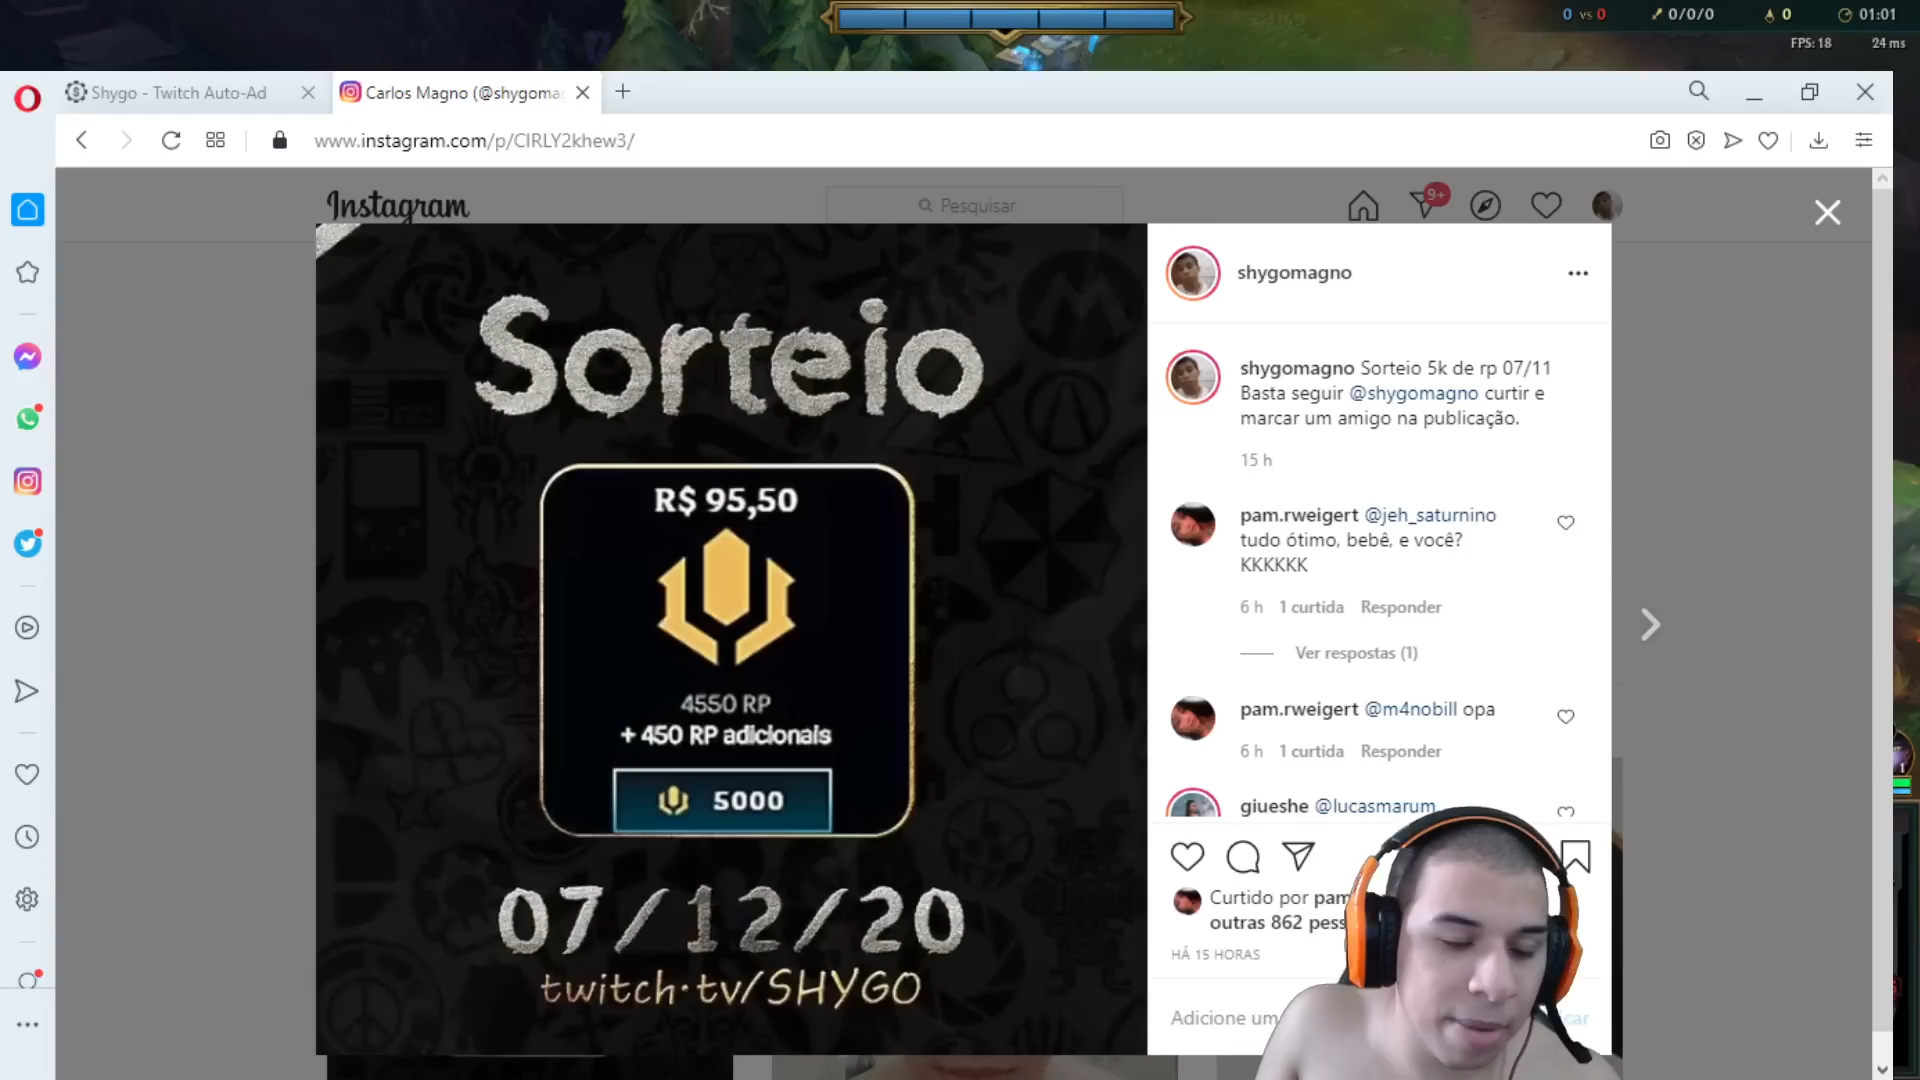 0 vs 0 0/0/0 0 01:01
FPS: 18 24 ms
Shygo - Twitch Auto-Ad
Carlos Magno (@shygoma
www.instagram.com/p/CIRLY2khew3/
Instagram
Pesquisar
9+
Sorteio
R$ 95,50
4550 RP
+ 450 RP adicionais
5000
07/12/20
twitch.tv/SHYGO
shygomagno
shygomagno Sorteio 5k de rp 07/11
Basta seguir @shygomagno curtir e
marcar um amigo na publicação.
15 h
pam.rweigert @jeh_saturnino
tudo ótimo, bebê, e você?
KKKKKK
6 h 1 curtida Responder
Ver respostas (1)
pam.rweigert @m4nobill opa
6 h 1 curtida Responder
giueshe @lucasmarum
Curtido por pam
outras 862 pess
HÁ 15 HORAS
Adicione um